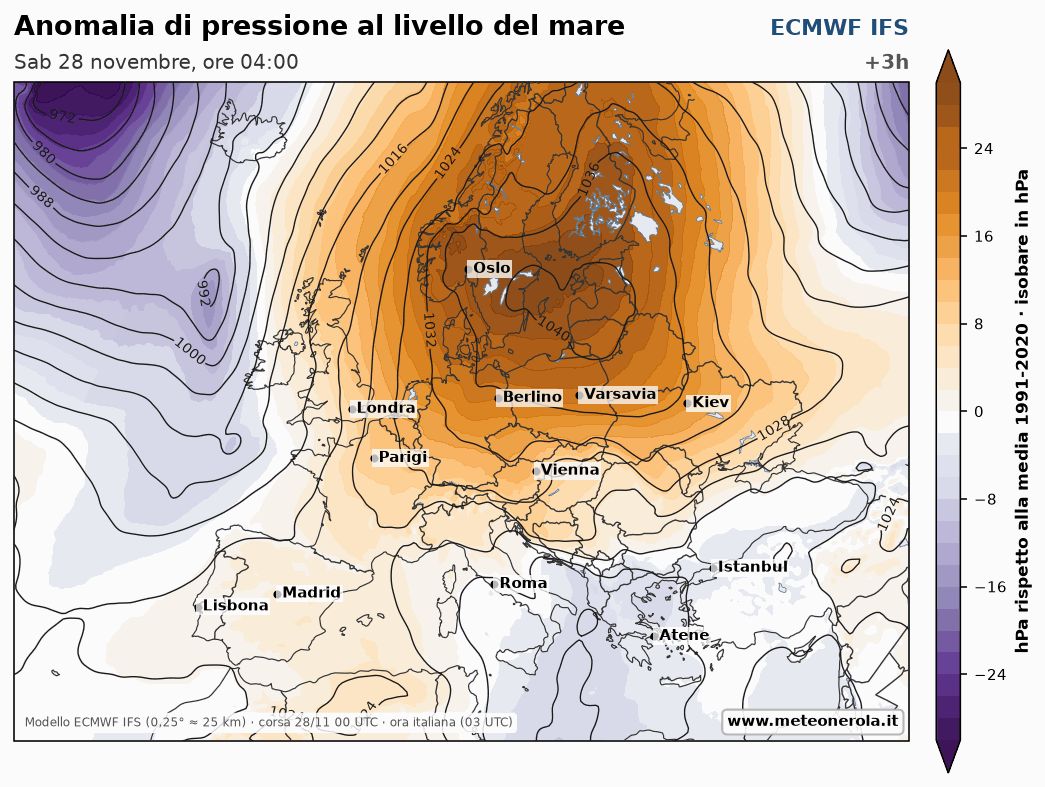 Anomalia di pressione al livello del mare
ECMWF IFS
Sab 28 novembre, ore 04:00
+3h
972
980
988
992
1000
1016
1024
1036
1032
1040
1028
1024
Oslo
Berlino
Varsavia
Kiev
Londra
Parigi
Vienna
Istanbul
Roma
Madrid
Lisbona
Atene
24
16
8
0
−8
−16
−24
hPa rispetto alla media 1991-2020 · isobare in hPa
Modello ECMWF IFS (0,25° ≈ 25 km) · corsa 28/11 00 UTC · ora italiana (03 UTC)
www.meteonerola.it